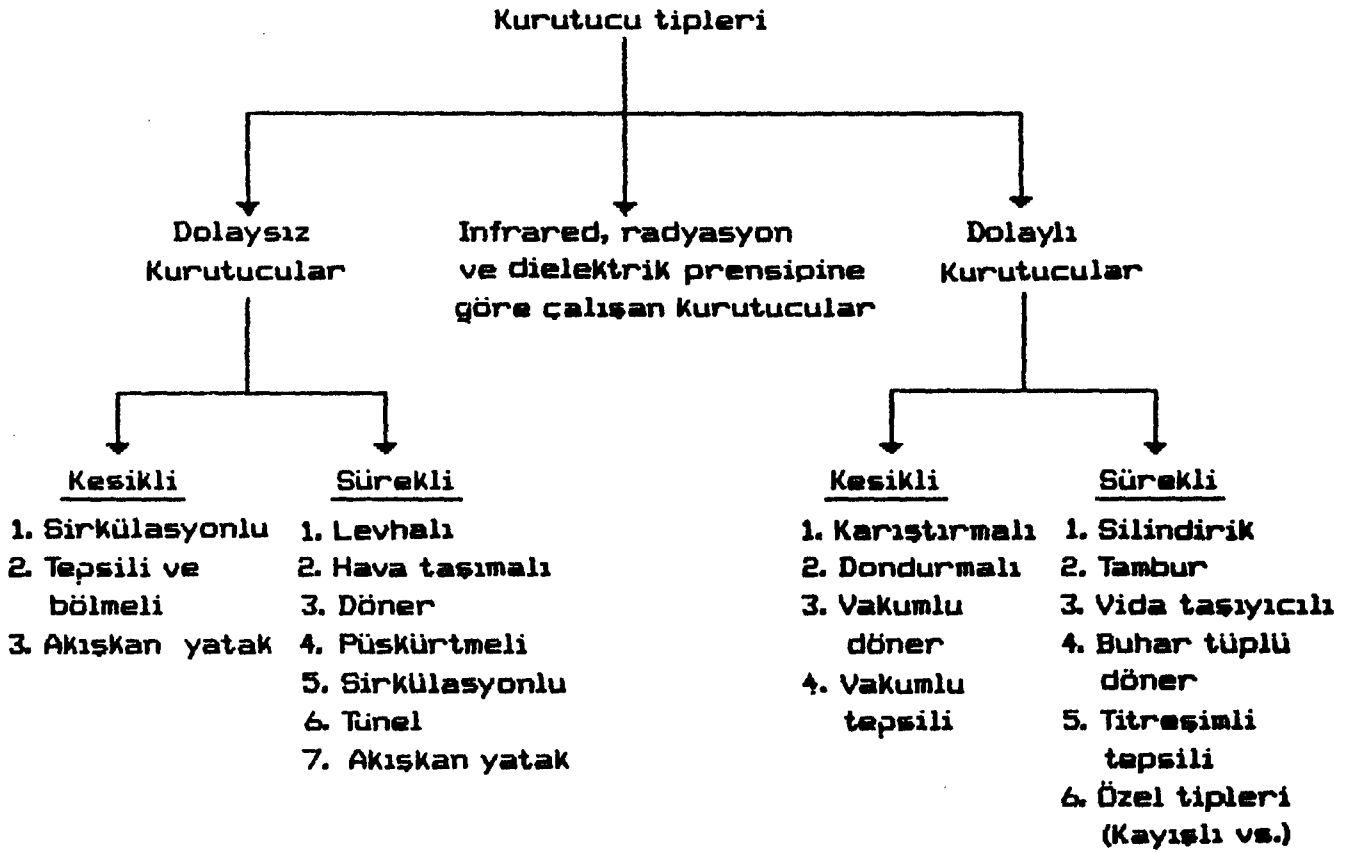 Kurutucu tipleri
Dolaysız
Kurutucular
Infrared, radyasyon
ve dielektrik prensipine
göre çalışan kurutucular
Dolaylı
Kurutucular
Kesikli
1. Sirkülasyonlu
2. Tepsili ve
bölmeli
3. Akışkan yatak
Sürekli
1. Levhalı
2. Hava taşımalı
3. Döner
4. Püskürtmeli
5. Sirkülasyonlu
6. Tünel
7. Akışkan yatak
Kesikli
1. Karıştırmalı
2. Dondurmalı
3. Vakumlu
döner
4. Vakumlu
tepsili
Sürekli
1. Silindirik
2. Tambur
3. Vida taşıyıcılı
4. Buhar tüplü
döner
5. Titreşimli
tepsili
6. Özel tipleri
(Kayışlı vs.)